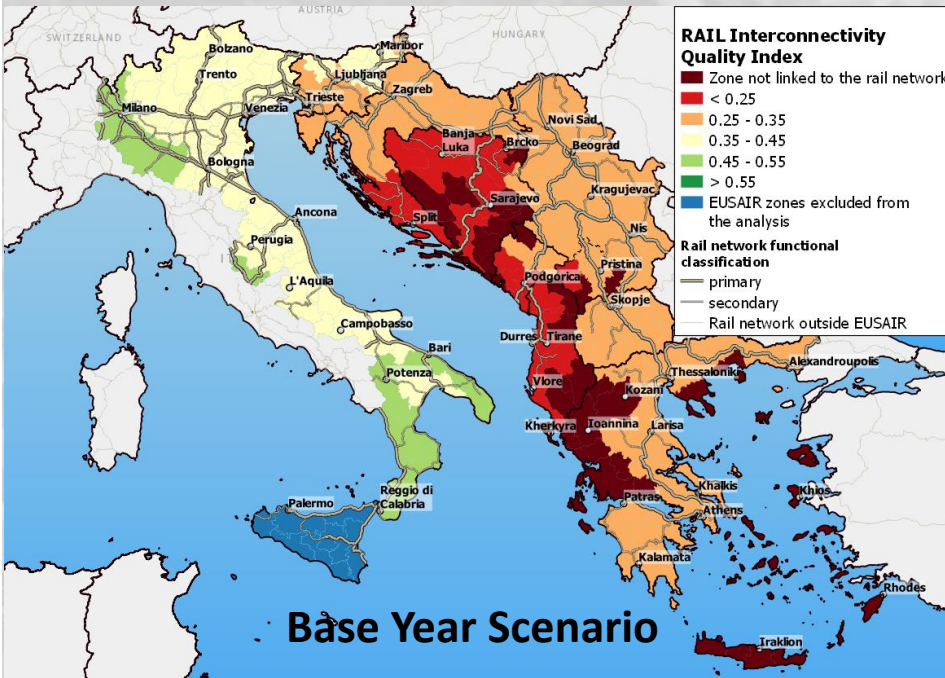 AUSTRIA
SWITZERLAND
HUNGARY
Bolzano
Maribor
Trento
Ljubljana
Zagreb
Trieste
Milano
Venezia
Novi Sad
Banja
Luka
Brcko
Beograd
Bologna
Kragujevac
Sarajevo
Ancona
Split
Nis
Perugia
Pristina
L'Aquila
Podgorica
Skopje
Campobasso
Durres
Tirane
Bari
Alexandroupolis
Thessaloniki
Potenza
Vlore
Kozani
Kherkyra
Ioannina
Larisa
Reggio di
Calabria
Palermo
Khalkis
Khios
Patras
Athens
Kalamata
Rhodes
Iraklion
Base Year Scenario
RAIL Interconnectivity
Quality Index
Zone not linked to the rail network
< 0.25
0.25 - 0.35
0.35 - 0.45
0.45 - 0.55
> 0.55
EUSAIR zones excluded from
the analysis
Rail network functional
classification
primary
secondary
Rail network outside EUSAIR